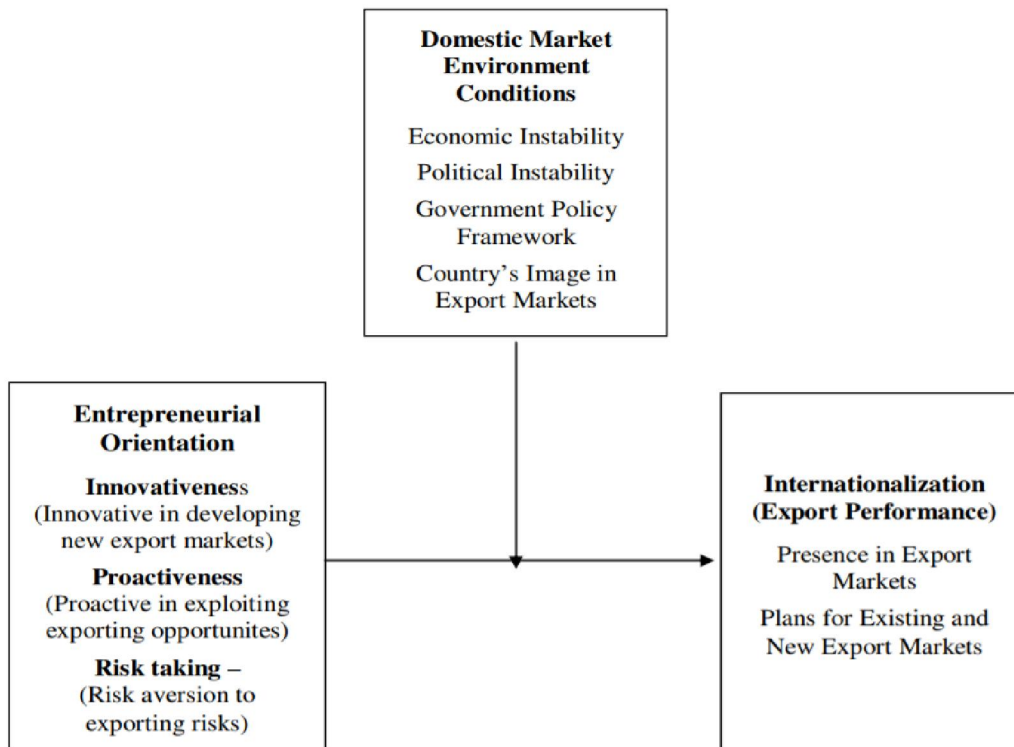 Domestic Market
Environment
Conditions
Economic Instability
Political Instability
Government Policy
Framework
Country’s Image in
Export Markets
Entrepreneurial
Orientation
Innovativeness
(Innovative in developing
new export markets)
Proactiveness
(Proactive in exploiting
exporting opportunites)
Risk taking –
(Risk aversion to
exporting risks)
Internationalization
(Export Performance)
Presence in Export
Markets
Plans for Existing and
New Export Markets